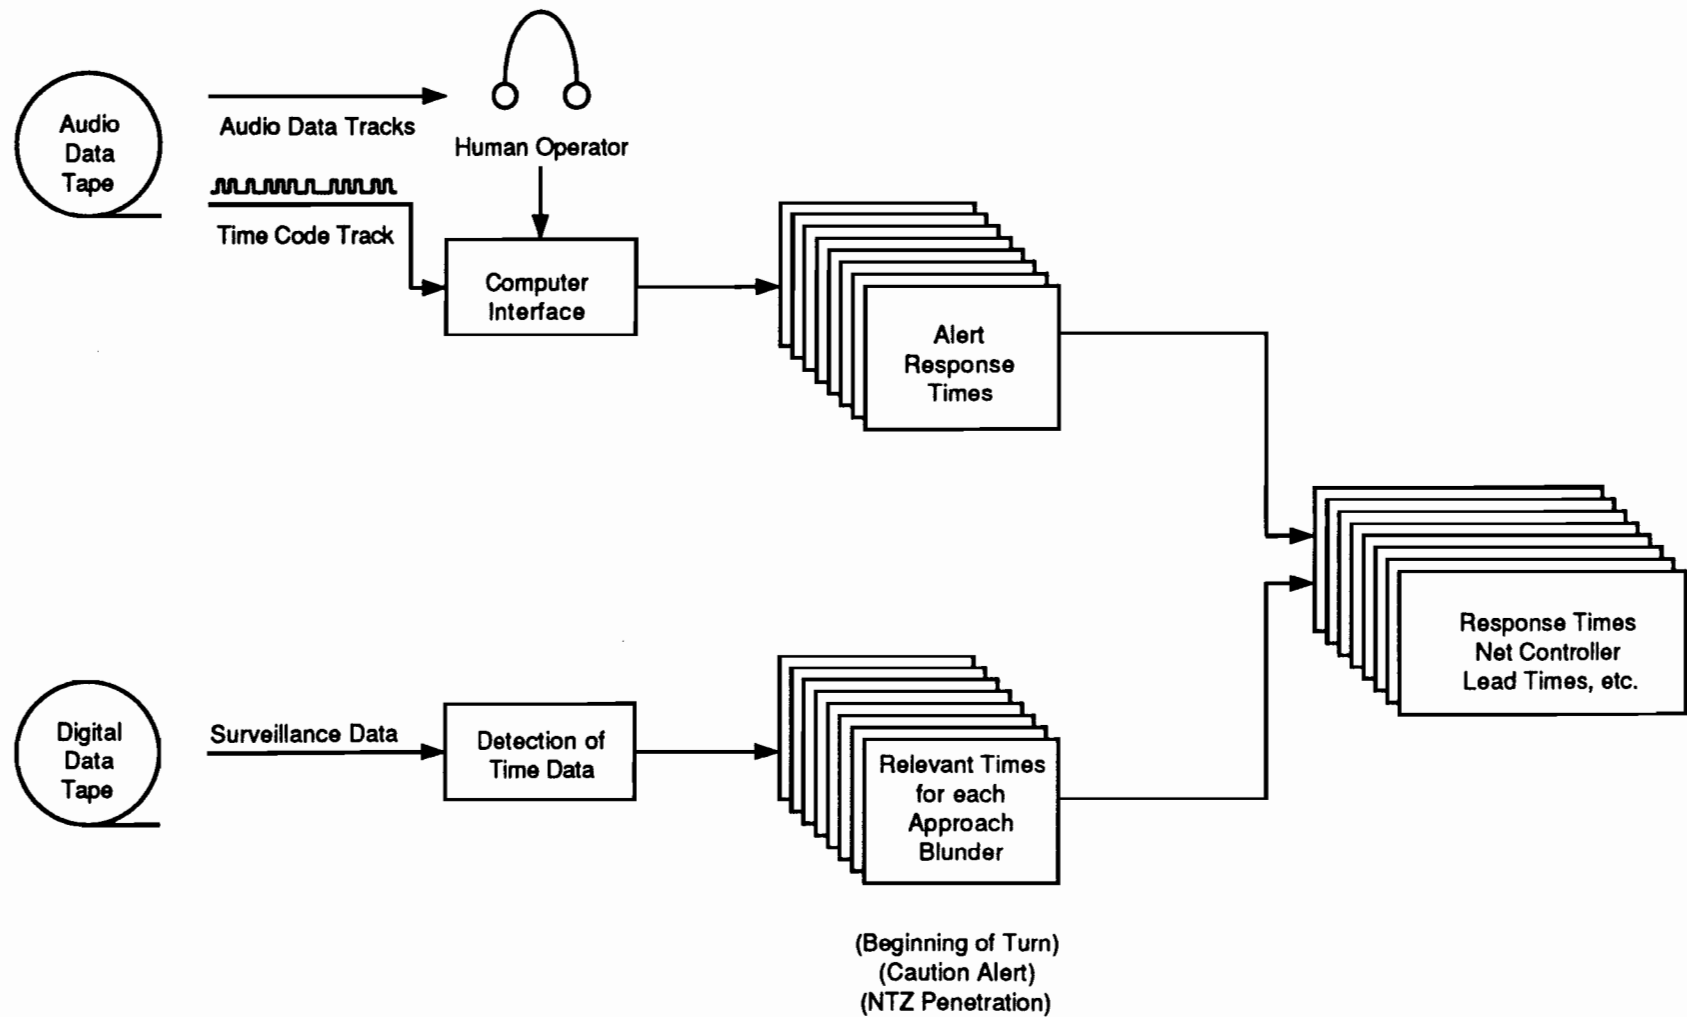 Audio
Data
Tape
Audio Data Tracks
Human Operator
Time Code Track
Computer
Interface
Alert
Response
Times
Response Times
Net Controller
Lead Times, etc.
Digital
Data
Tape
Surveillance Data
Detection of
Time Data
Relevant Times
for each
Approach
Blunder
(Beginning of Turn)
(Caution Alert)
(NTZ Penetration)